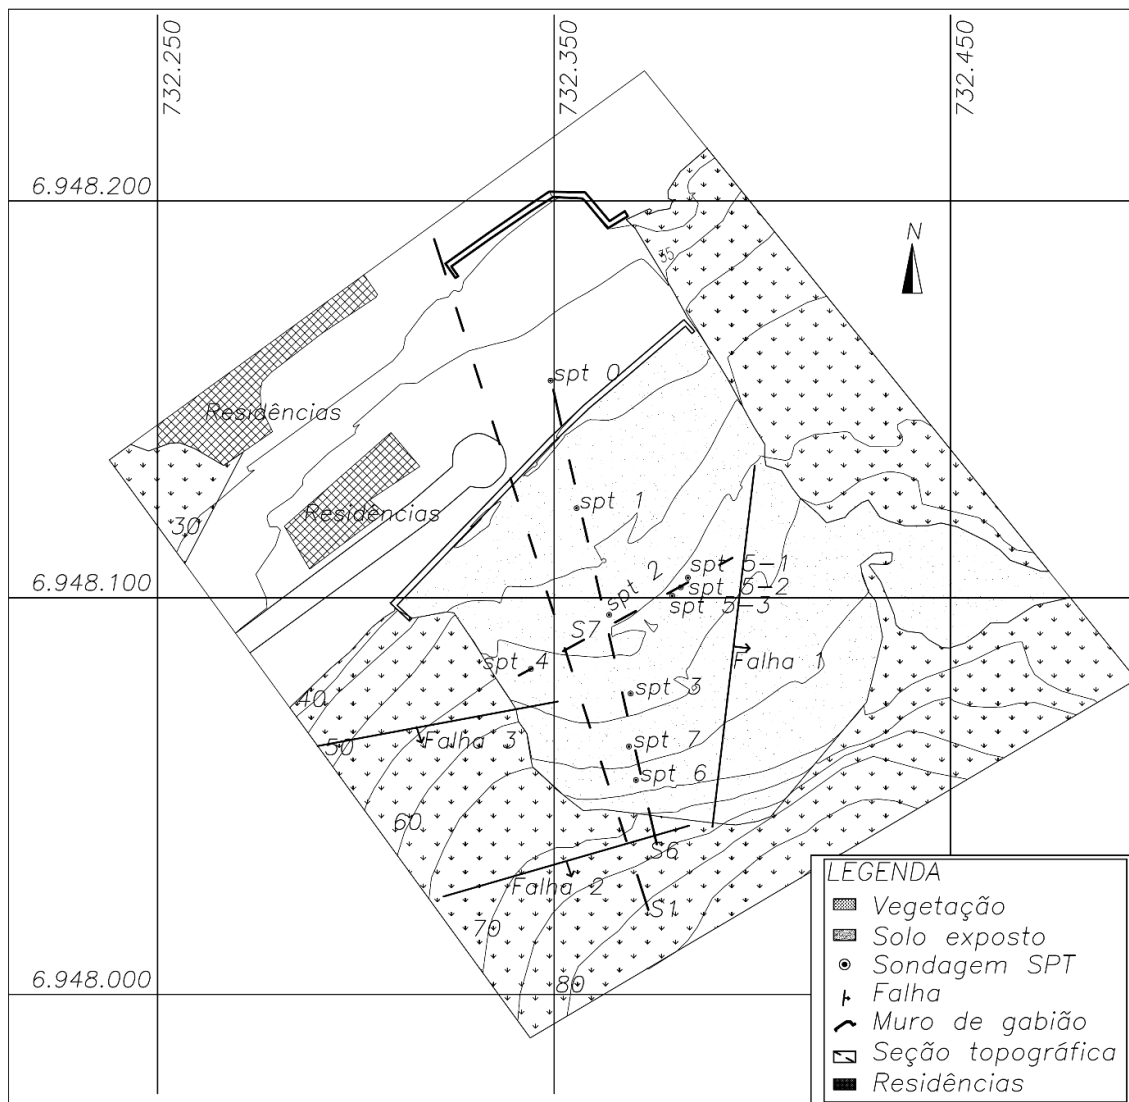 732.250
732.350
732.450
6.948.200
N
35
spt 0
Residências
spt 1
Residências
30
spt 5-1
6.948.100
spt 2
spt 5-2
spt 5-3
S7
spt 4
Falha 1
spt 3
40
Falha 3
50
spt 7
spt 6
60
S6
Falha 2
S1
70
6.948.000
80
LEGENDA
Vegetação
Solo exposto
Sondagem SPT
Falha
Muro de gabião
Seção topográfica
Residências